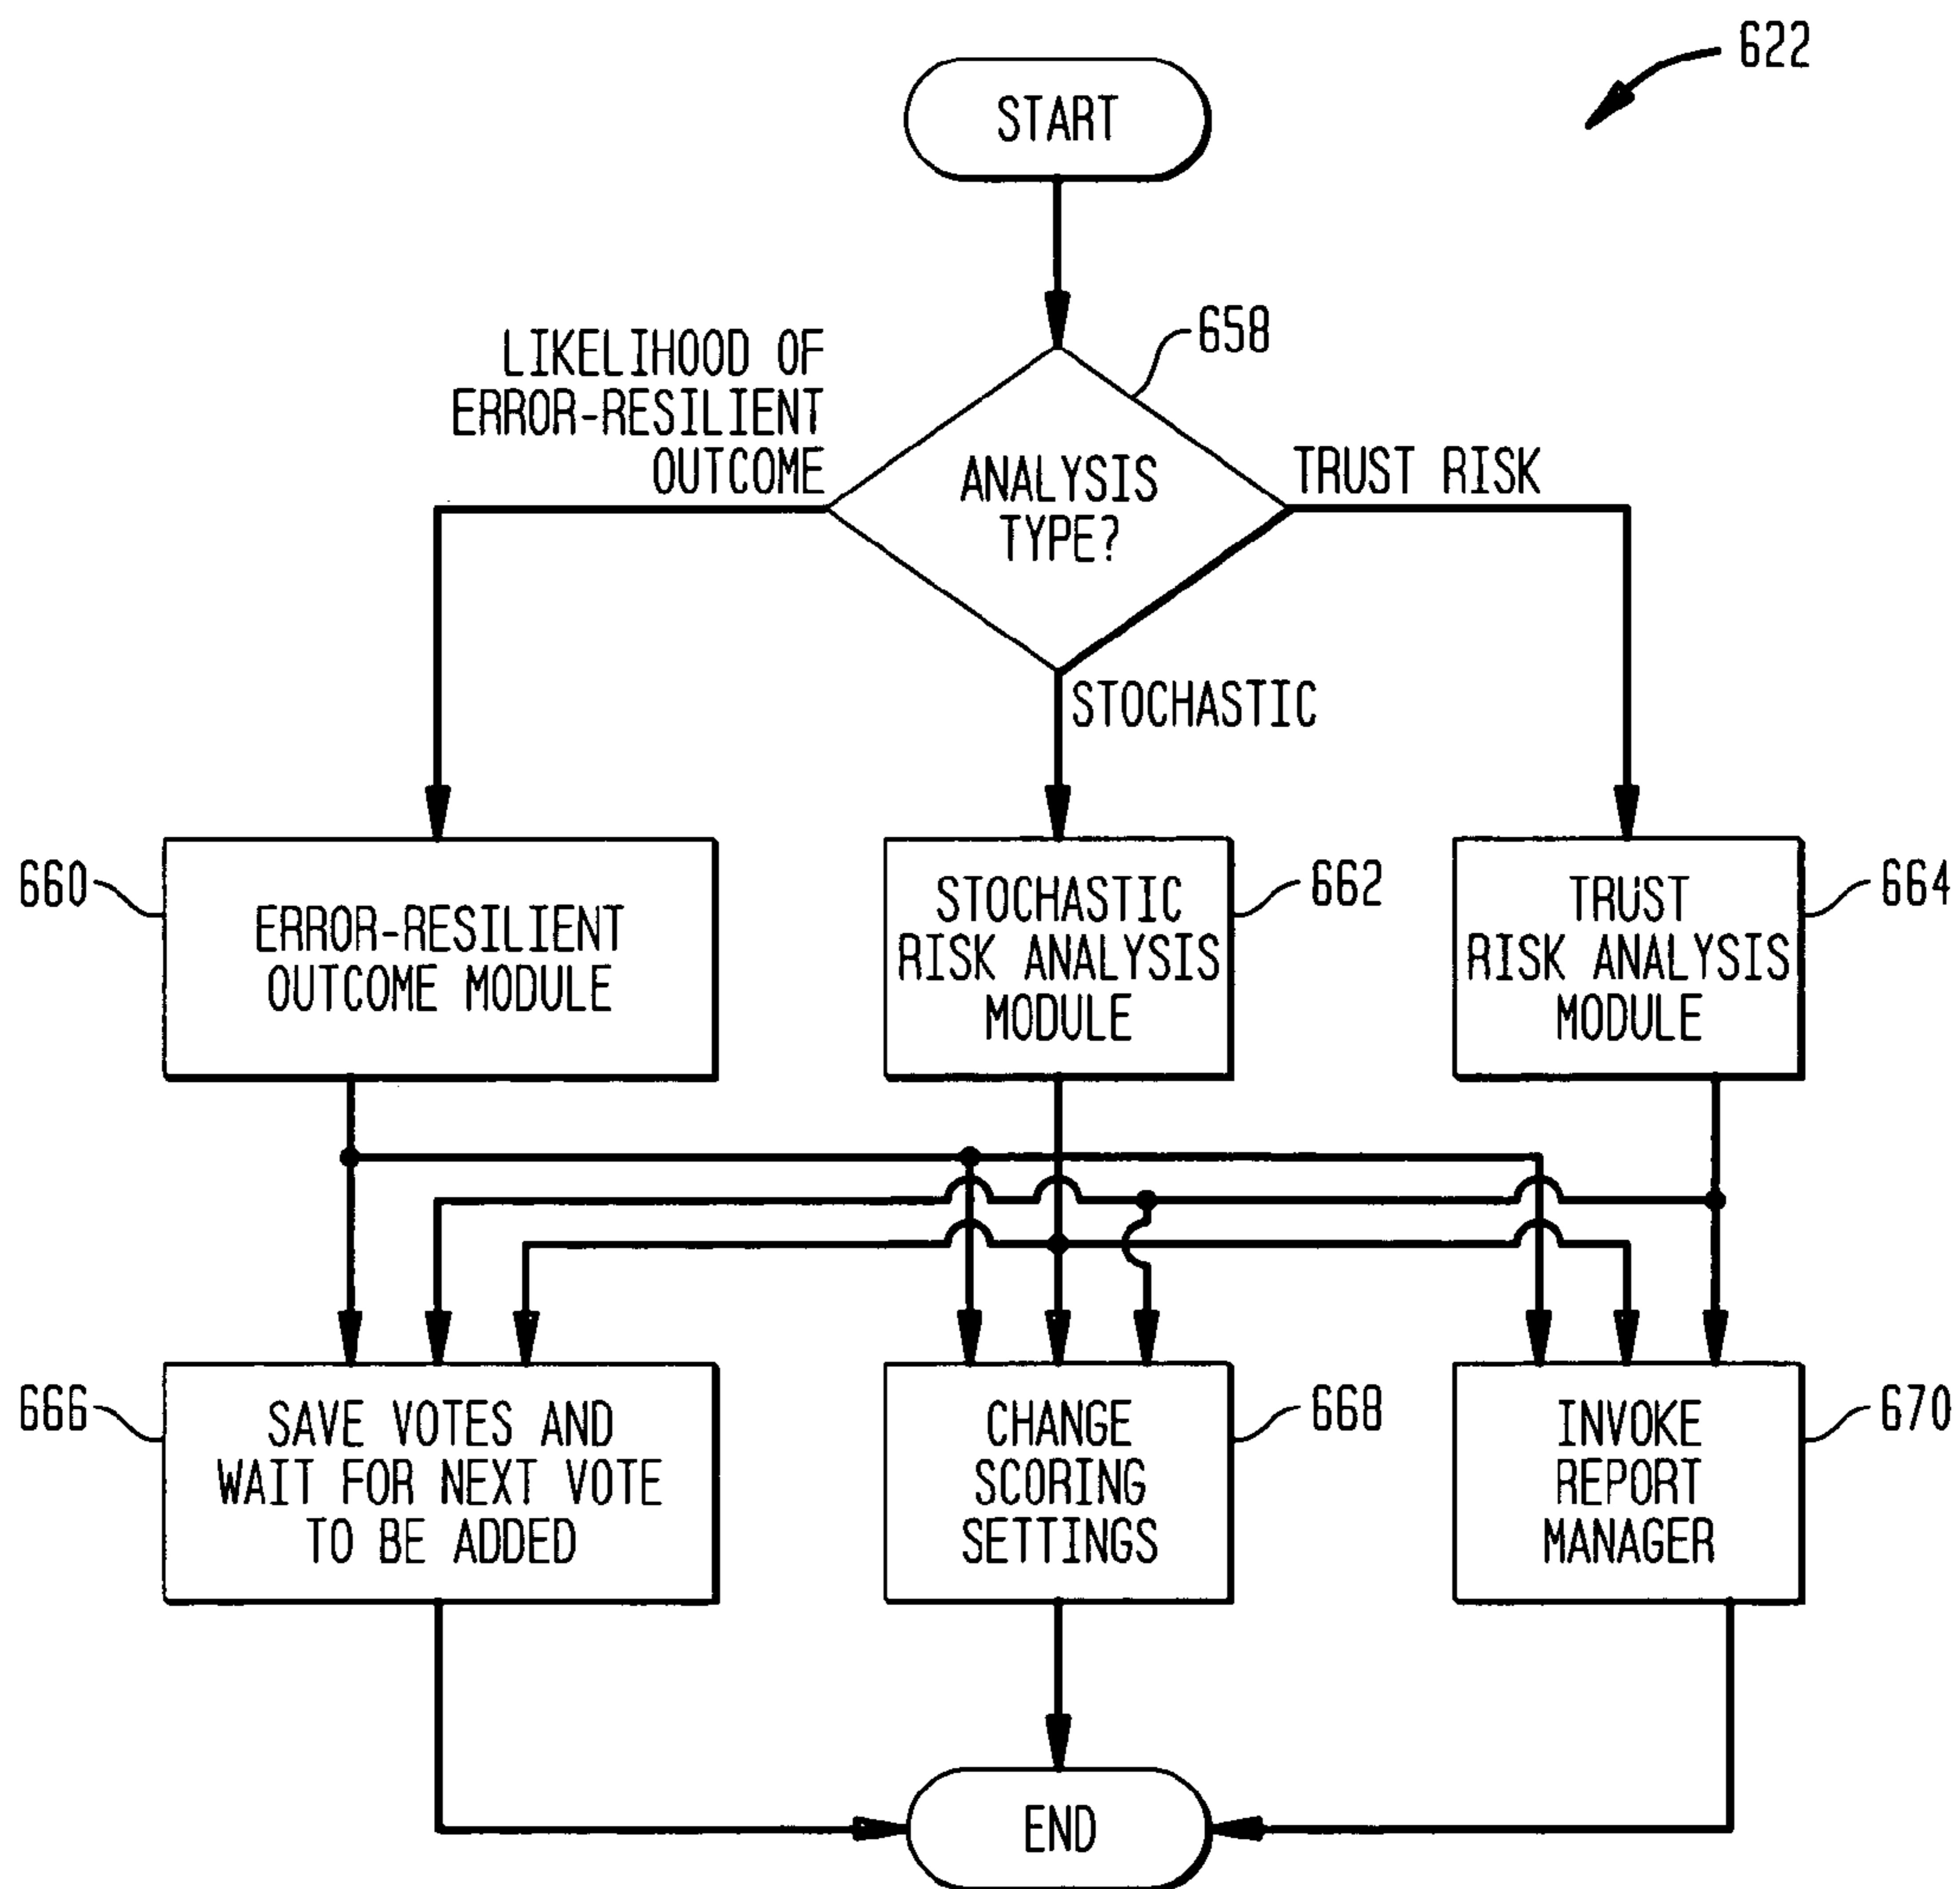 622
START
658
LIKELIHOOD OF
ERROR-RESILIENT
OUTCOME
ANALYSIS
TYPE?
TRUST RISK
STOCHASTIC
660
ERROR-RESILIENT
OUTCOME MODULE
STOCHASTIC
RISK ANALYSIS
MODULE
662
TRUST
RISK ANALYSIS
MODULE
664
666
SAVE VOTES AND
WAIT FOR NEXT VOTE
TO BE ADDED
CHANGE
SCORING
SETTINGS
668
INVOKE
REPORT
MANAGER
670
END